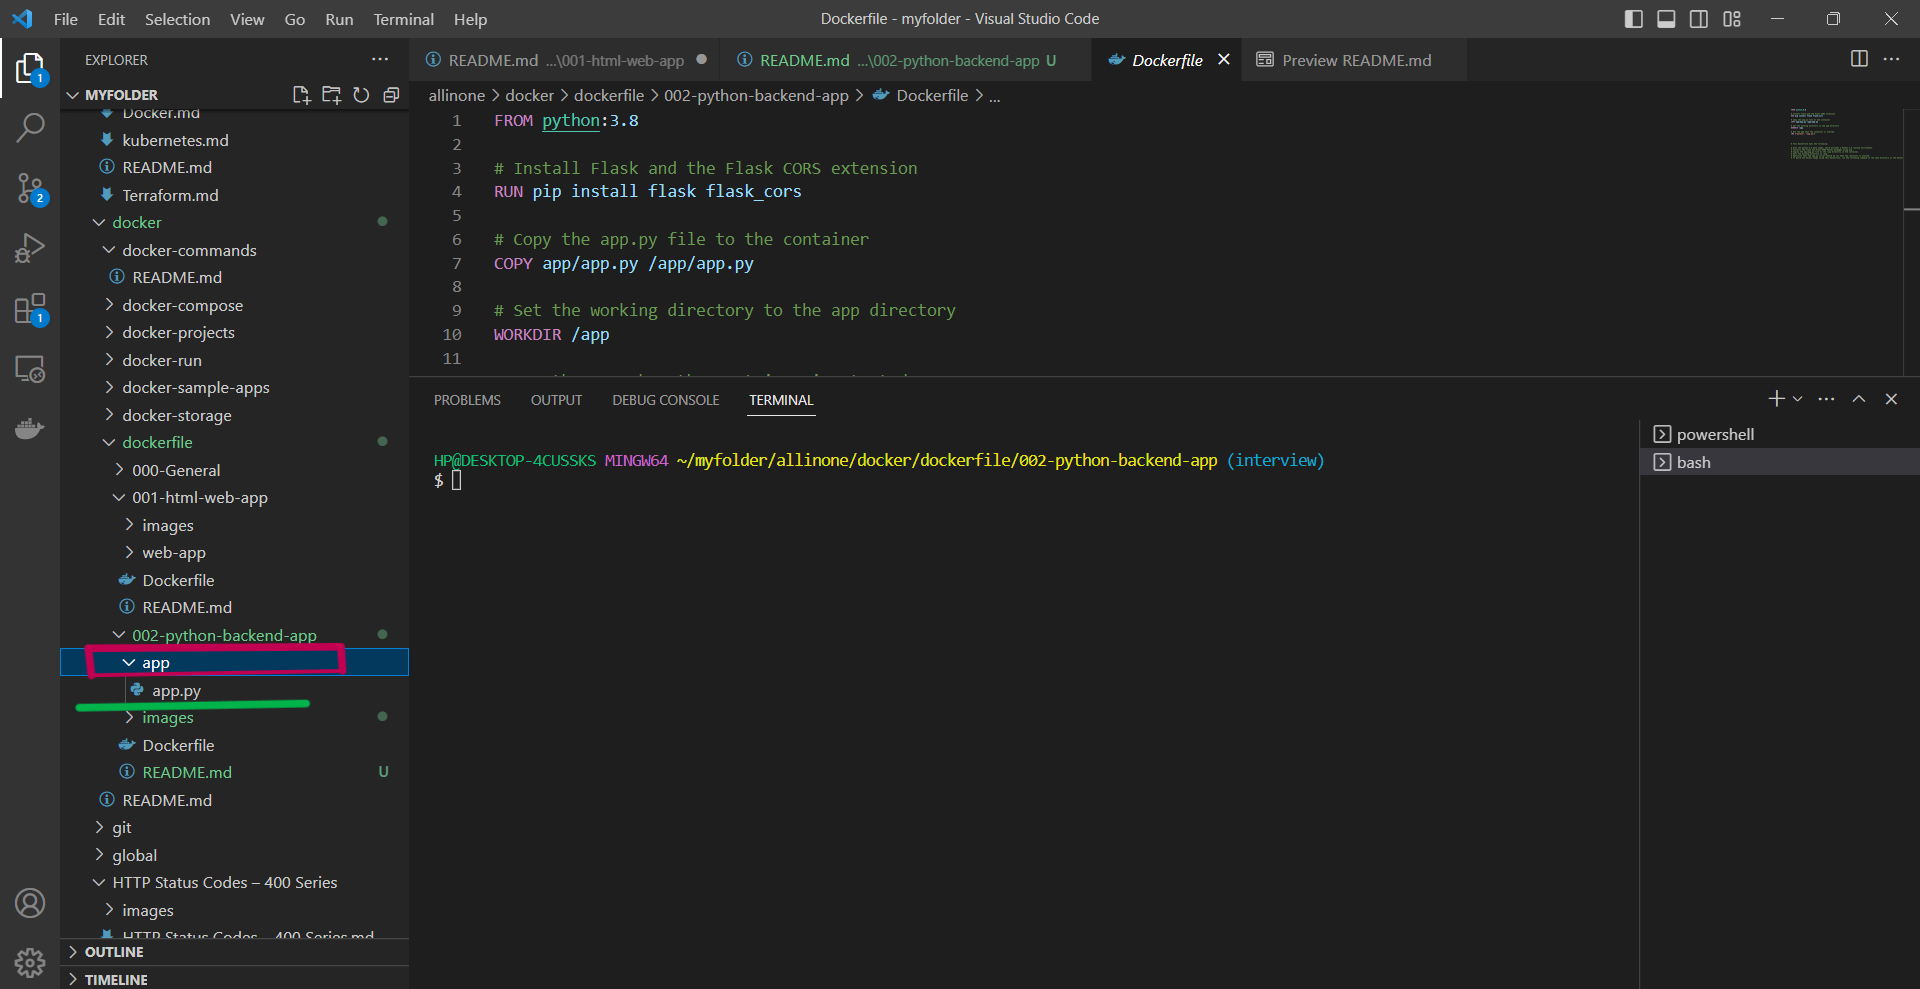 File Edit Selection View Go Run Terminal Help
Dockerfile - myfolder - Visual Studio Code
EXPLORER
MYFOLDER
Docker.md
kubernetes.md
README.md
Terraform.md
docker
docker-commands
README.md
docker-compose
docker-projects
docker-run
docker-sample-apps
docker-storage
dockerfile
000-General
001-html-web-app
images
web-app
Dockerfile
README.md
002-python-backend-app
app
app.py
images
Dockerfile
README.md U
README.md
git
global
HTTP Status Codes – 400 Series
images
HTTP Status Codes – 400 Series.md
OUTLINE
TIMELINE
1
2
1
README.md ...\001-html-web-app
README.md ...\002-python-backend-app U
Dockerfile
Preview README.md
allinone > docker > dockerfile > 002-python-backend-app > Dockerfile > ...
1 FROM python:3.8
2
3 # Install Flask and the Flask CORS extension
4 RUN pip install flask flask_cors
5
6 # Copy the app.py file to the container
7 COPY app/app.py /app/app.py
8
9 # Set the working directory to the app directory
10 WORKDIR /app
11
PROBLEMS OUTPUT DEBUG CONSOLE TERMINAL
HP@DESKTOP-4CUSSKS MINGW64 ~/myfolder/allinone/docker/dockerfile/002-python-backend-app (interview)
$
powershell
bash